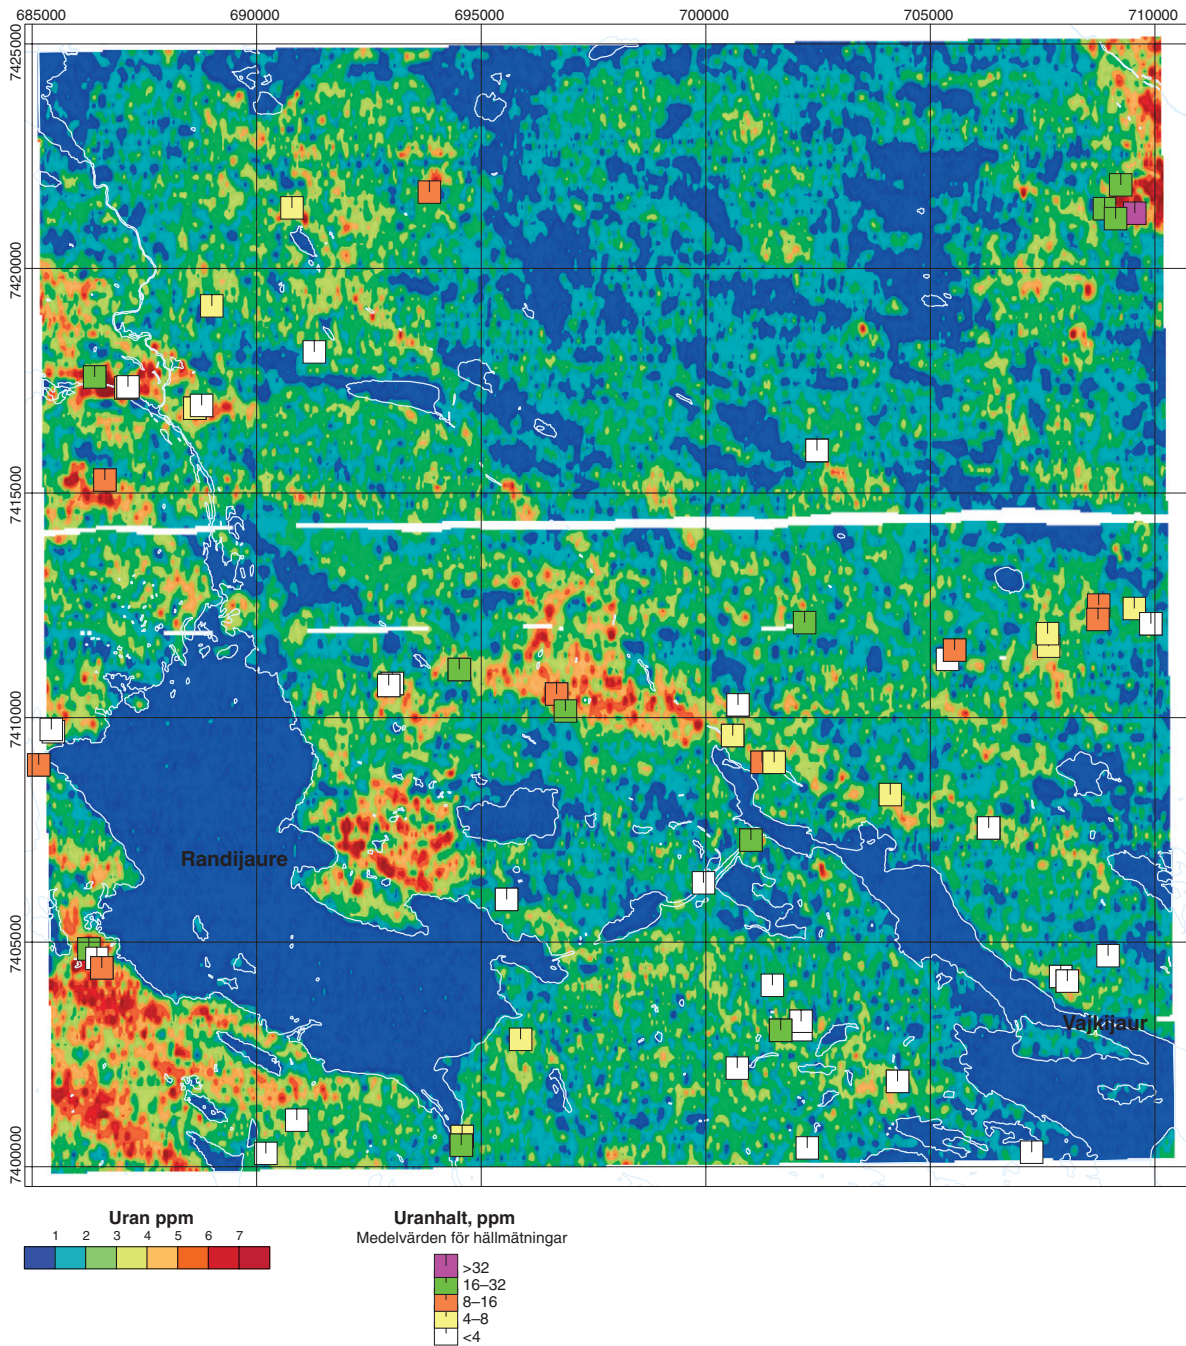 685000 690000 695000 700000 705000 710000
7425000
7420000
7415000
7410000
7405000
7400000
Randijaure
Vajkijaur
Uran ppm
1 2 3 4 5 6 7
Uranhalt, ppm
Medelvärden för hällmätningar
>32
16–32
8–16
4–8
<4